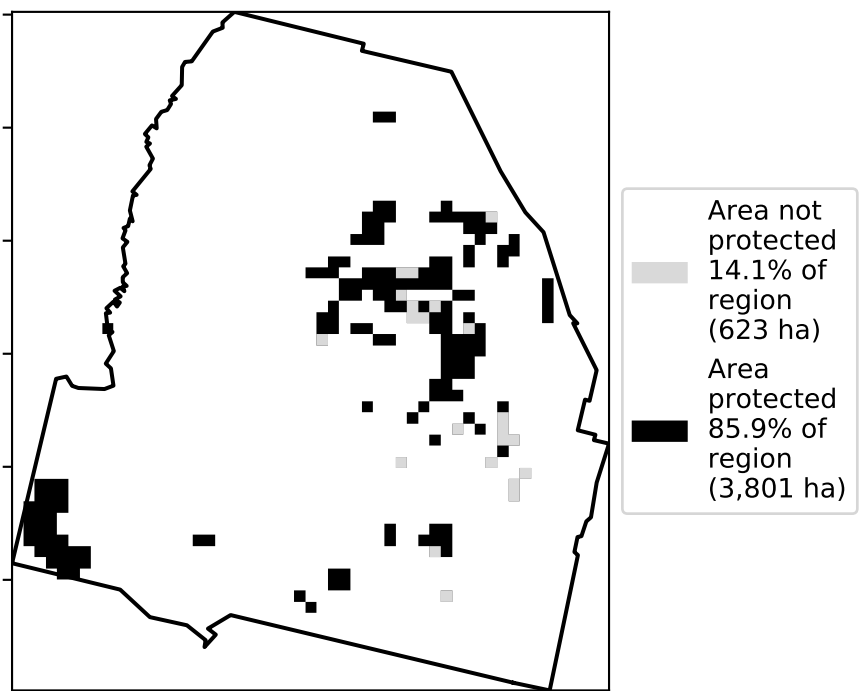 Area not
protected
14.1% of
region
(623 ha)
Area
protected
85.9% of
region
(3,801 ha)